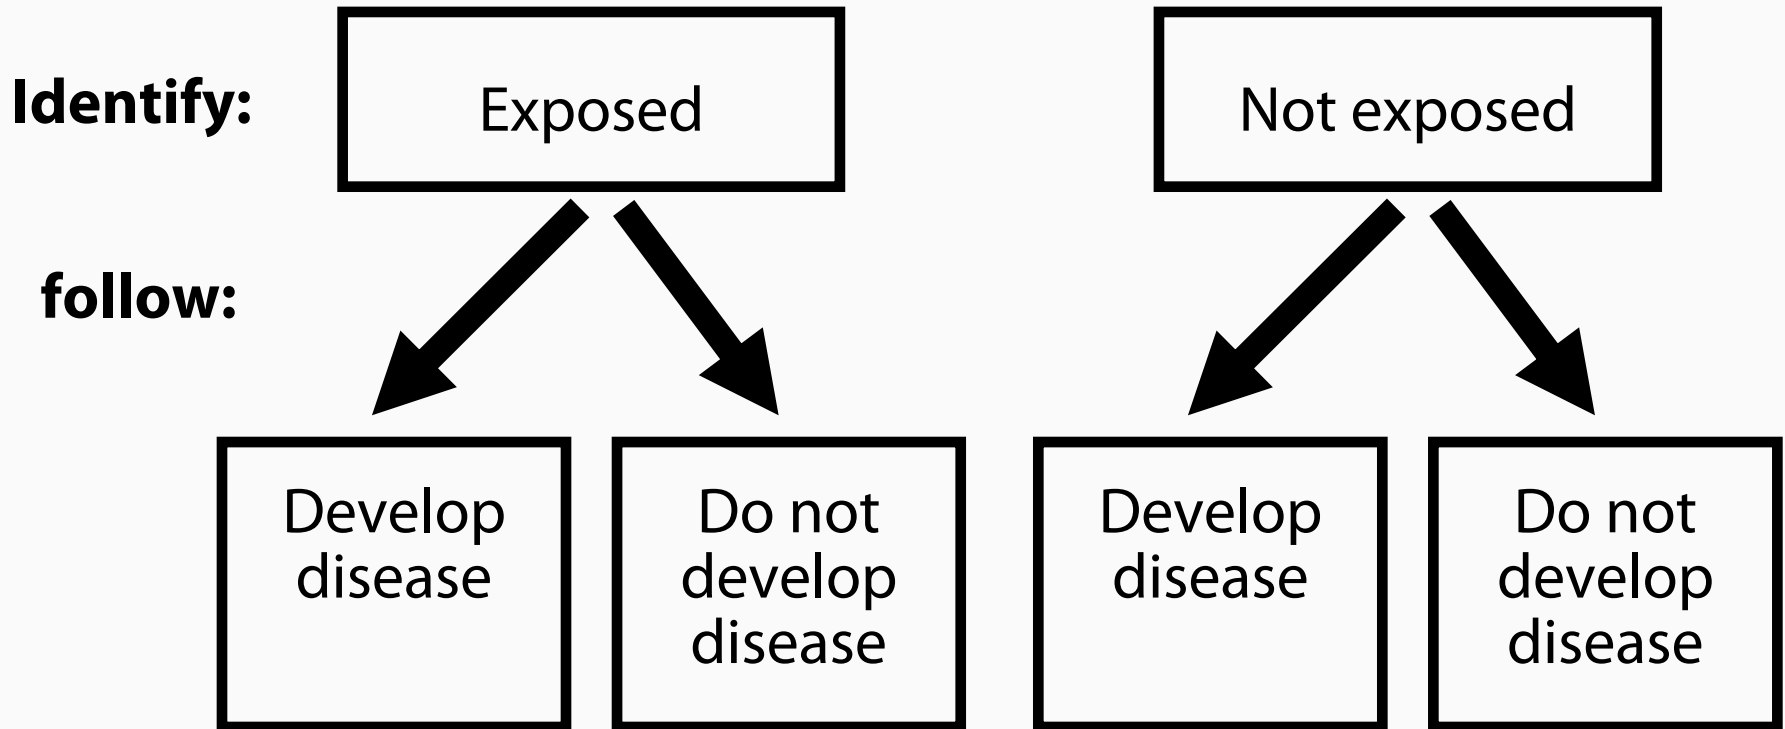 Identify:
Exposed
Not exposed
follow:
Develop
disease
Do not
develop
disease
Develop
disease
Do not
develop
disease